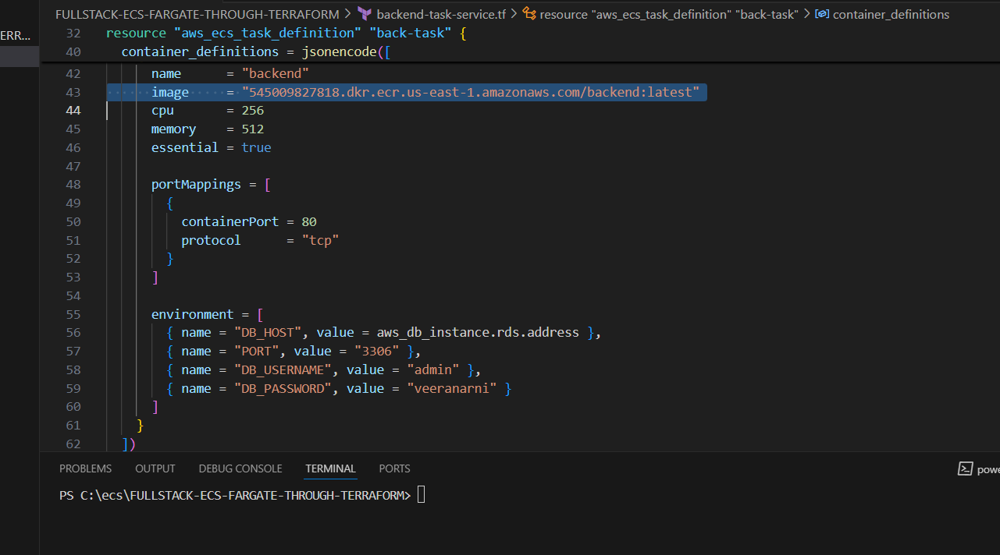 FULLSTACK-ECS-FARGATE-THROUGH-TERRAFORM > backend-task-service.tf > resource "aws_ecs_task_definition" "back-task" > container_definitions
ERR...
32 resource "aws_ecs_task_definition" "back-task" {
40 container_definitions = jsonencode([
42 name = "backend"
43 image = "545009827818.dkr.ecr.us-east-1.amazonaws.com/backend:latest"
44 cpu = 256
45 memory = 512
46 essential = true
47
48 portMappings = [
49 {
50 containerPort = 80
51 protocol = "tcp"
52 }
53 ]
54
55 environment = [
56 { name = "DB_HOST", value = aws_db_instance.rds.address },
57 { name = "PORT", value = "3306" },
58 { name = "DB_USERNAME", value = "admin" },
59 { name = "DB_PASSWORD", value = "veeranarni" }
60 ]
61 }
62 ])
PROBLEMS OUTPUT DEBUG CONSOLE TERMINAL PORTS powe
PS C:\ecs\FULLSTACK-ECS-FARGATE-THROUGH-TERRAFORM>